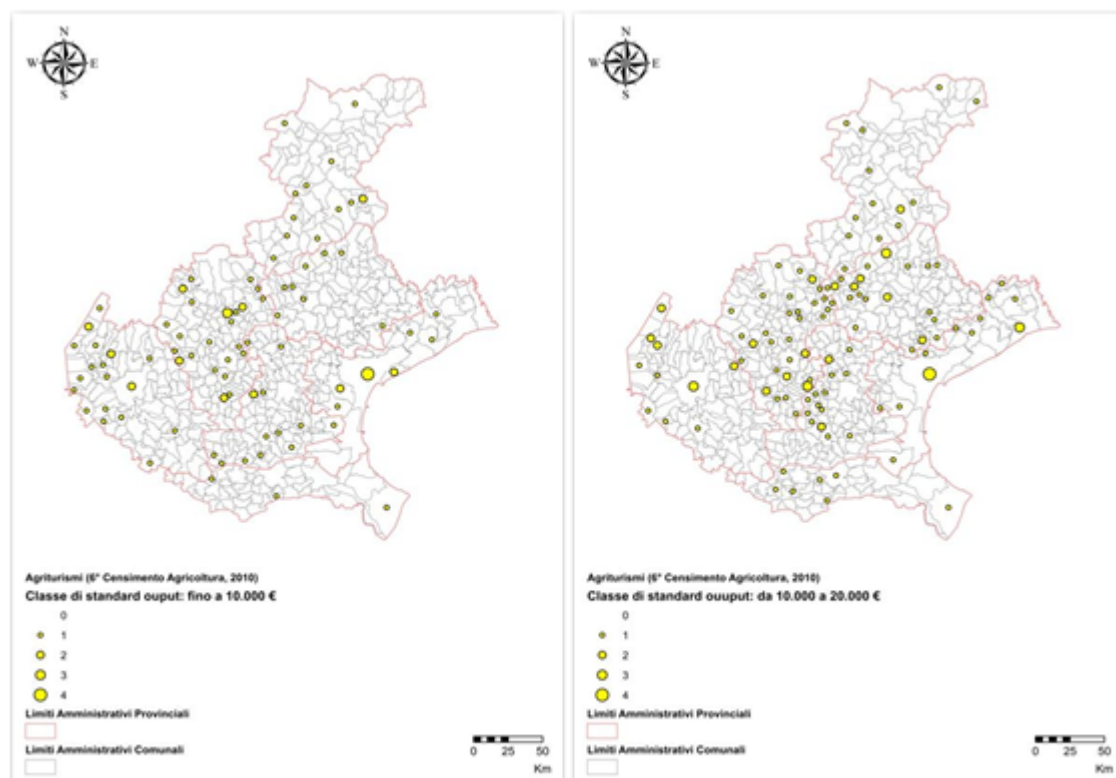 N
W E
S
Agriturismi (6° Censimento Agricoltura, 2010)
Classe di standard ouput: fino a 10.000 €
0
1
2
3
4
Limiti Amministrativi Provinciali
Limiti Amministrativi Comunali
0 25 50
Km
N
W E
S
Agriturismi (6° Censimento Agricoltura, 2010)
Classe di standard ouuput: da 10.000 a 20.000 €
0
1
2
3
4
Limiti Amministrativi Provinciali
Limiti Amministrativi Comunali
0 25 50
Km